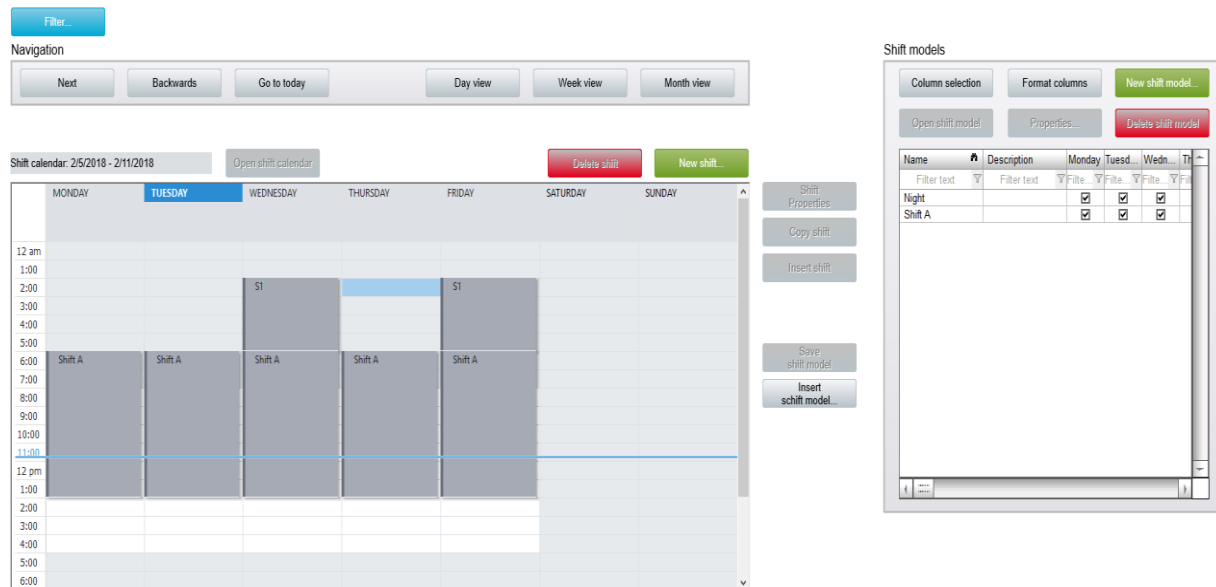 Filter...
Navigation
Next Backwards Go to today Day view Week view Month view
Shift models
Column selection Format columns New shift model...
Open shift model Properties... Delete shift model
Shift calendar: 2/5/2018 - 2/11/2018 Open shift calendar Delete shift New shift...
Name Description Monday Tuesd... Wedn... Th
Filter text Filter text Filte... Filte... Filte... Fil
Night
Shift A
MONDAY TUESDAY WEDNESDAY THURSDAY FRIDAY SATURDAY SUNDAY
Shift
Properties
Copy shift
Insert shift
Save
shift model
Insert
schift model...
12 am
1:00
2:00 S1 S1
3:00
4:00
5:00
6:00 Shift A Shift A Shift A Shift A Shift A
7:00
8:00
9:00
10:00
11:00
12 pm
1:00
2:00
3:00
4:00
5:00
6:00